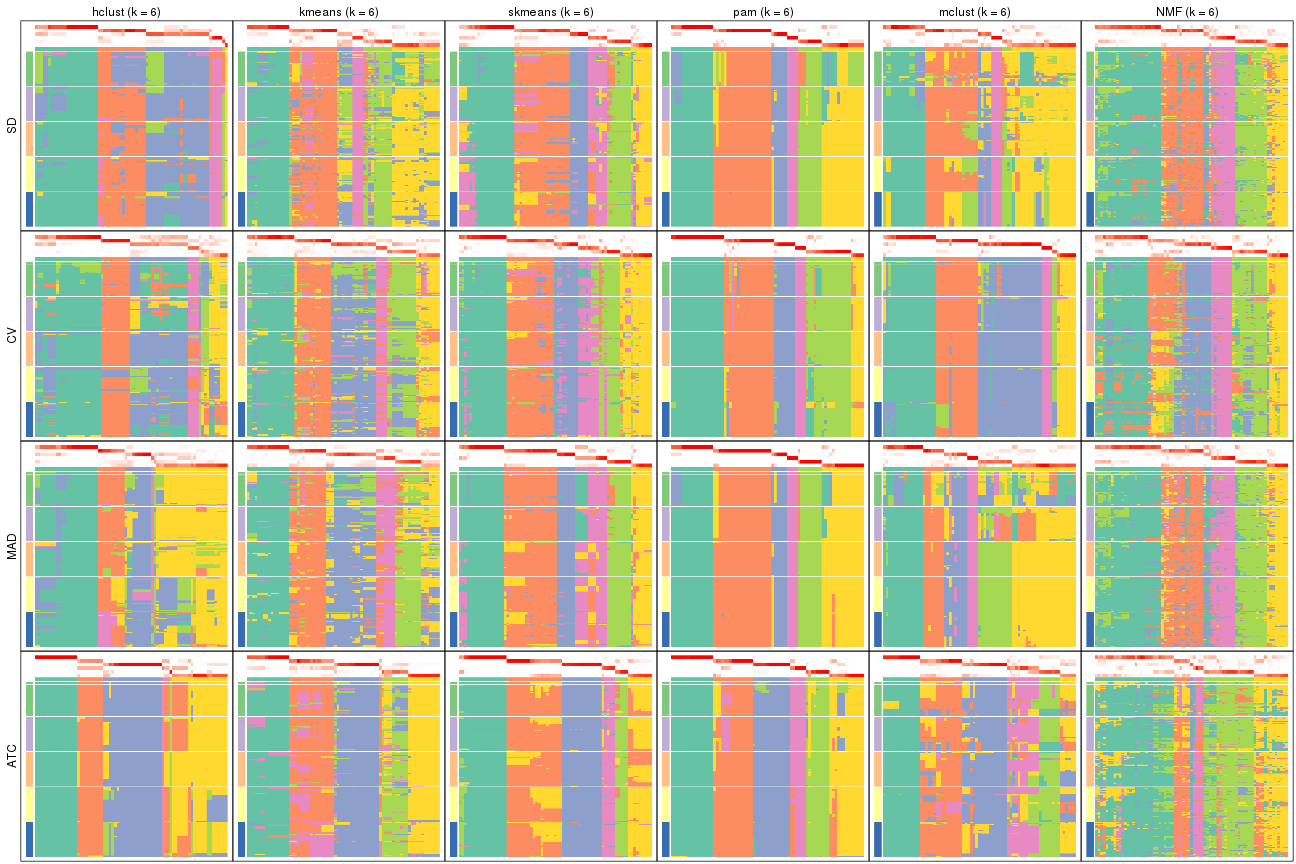 hclust (k = 6)
kmeans (k = 6)
skmeans (k = 6)
pam (k = 6)
mclust (k = 6)
NMF (k = 6)
SD
CV
MAD
ATC